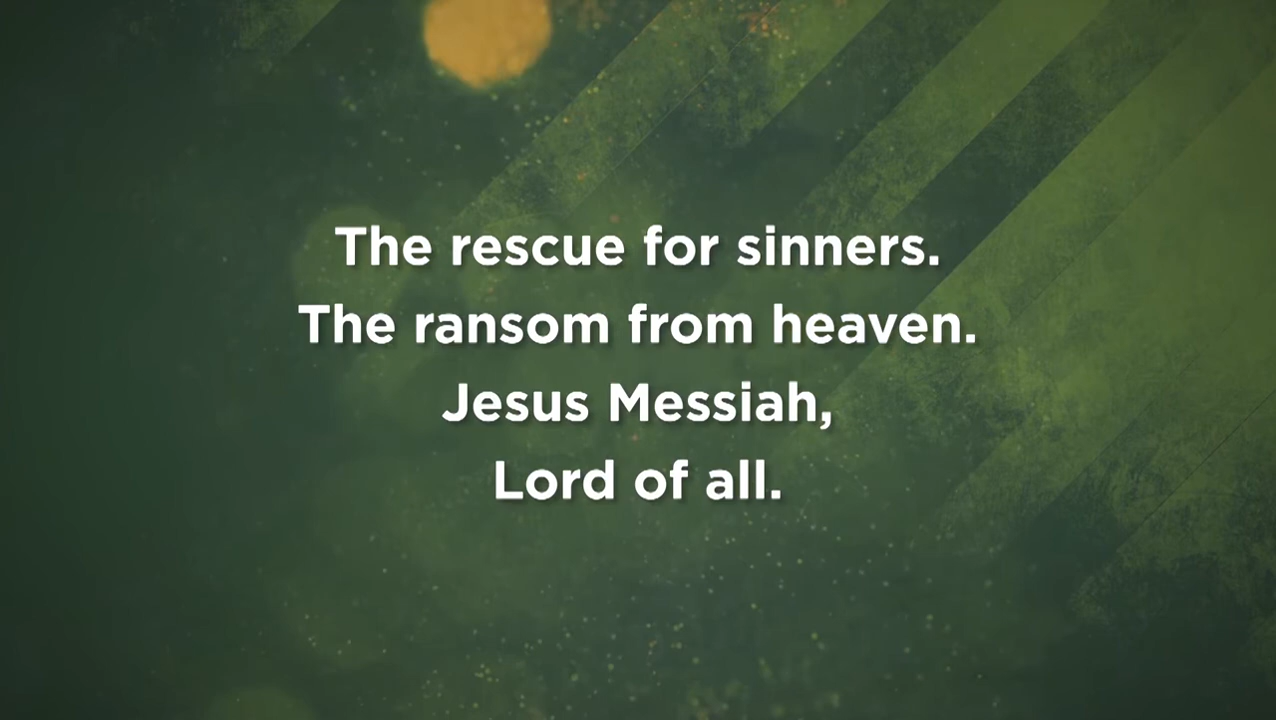 The rescue for sinners.
The ransom from heaven.
Jesus Messiah,
Lord of all.